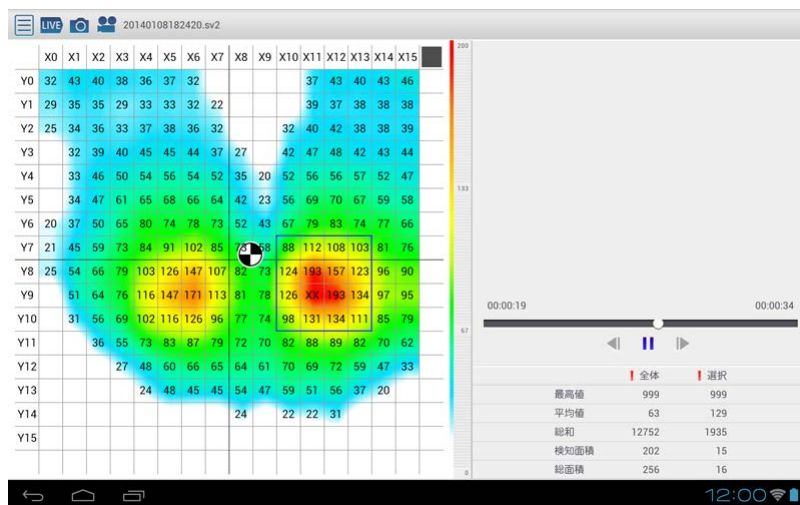 LIVE 20140108182420.sv2
X0 X1 X2 X3 X4 X5 X6 X7 X8 X9 X10 X11 X12 X13 X14 X15
200
Y0 32 43 40 38 36 37 32 37 43 40 43 46
Y1 29 35 35 29 33 33 32 22 39 37 38 38 38
Y2 25 34 36 33 37 38 36 32 32 40 42 38 38 39
Y3 32 39 40 45 45 44 37 27 42 47 48 42 43 44
Y4 33 46 50 54 56 54 52 35 20 52 56 56 57 52 47
133
Y5 34 47 61 65 68 66 64 42 23 56 69 70 67 59 58
Y6 20 37 50 65 80 74 78 73 52 43 67 79 83 74 77 66
Y7 21 45 59 73 84 91 102 85 73 58 88 112 108 103 81 76
Y8 25 54 66 79 103 126 147 107 82 73 124 193 157 123 96 90
Y9 51 64 76 116 147 171 113 81 78 126 XX 193 134 97 95
Y10 31 56 69 102 116 126 96 77 74 98 131 134 111 85 79
67
Y11 36 55 73 83 87 79 72 70 82 88 89 82 70 62
Y12 27 48 60 66 65 64 61 70 69 72 59 47 33
Y13 24 48 45 45 54 47 59 51 56 37 20
Y14 24 22 22 31
Y15
0
00:00:19 00:00:34
! 全体 ! 選択
最高値 999 999
平均値 63 129
総和 12752 1935
検知面積 202 15
総面積 256 16
12:00